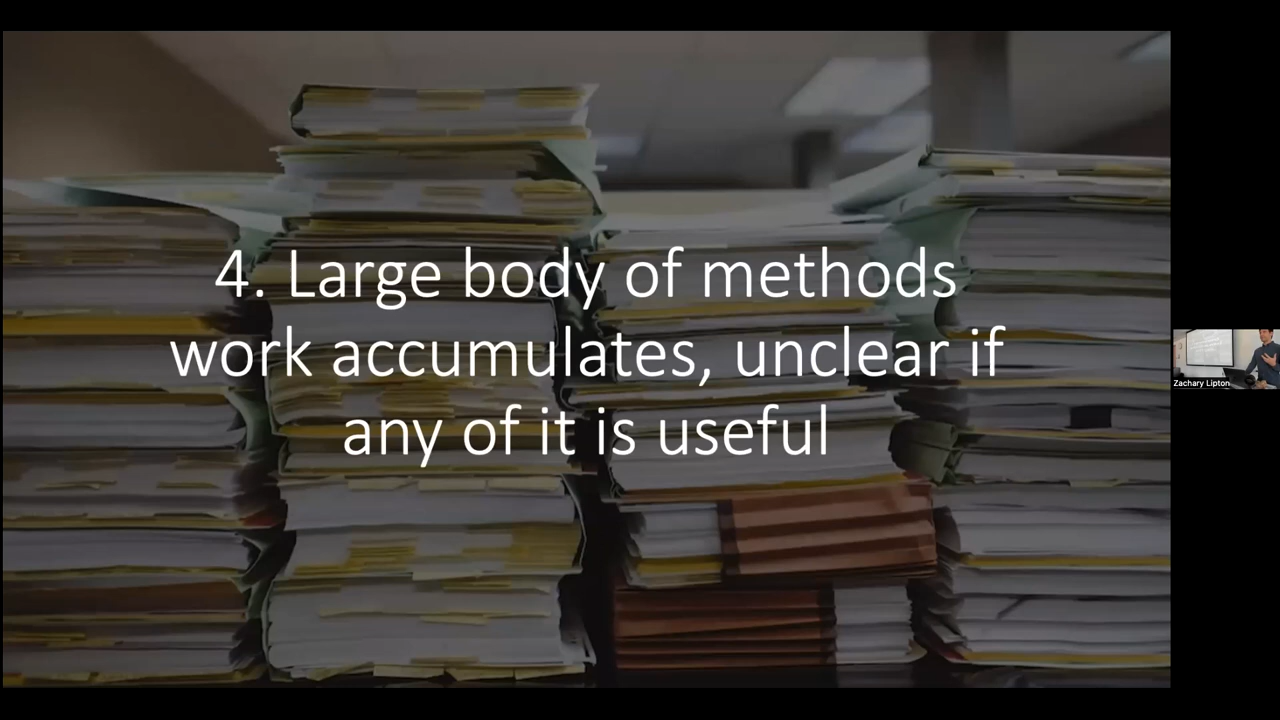 4. Large body of methods
work accumulates, unclear if
any of it is useful
Zachary Lipton